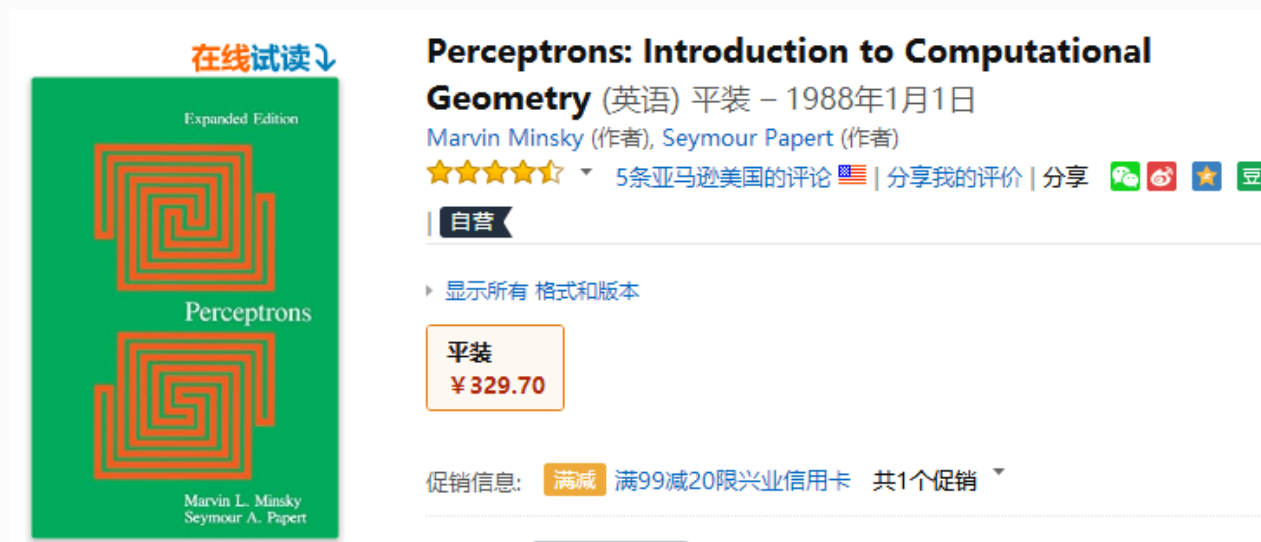 在线试读
Expanded Edition
Perceptrons
Marvin L. Minsky
Seymour A. Papert
Perceptrons: Introduction to Computational
Geometry (英语) 平装 – 1988年1月1日
Marvin Minsky (作者), Seymour Papert (作者)
5条亚马逊美国的评论 | 分享我的评价 | 分享 豆
| 自营
显示所有 格式和版本
平装
￥329.70
促销信息: 满减 满99减20限兴业信用卡 共1个促销